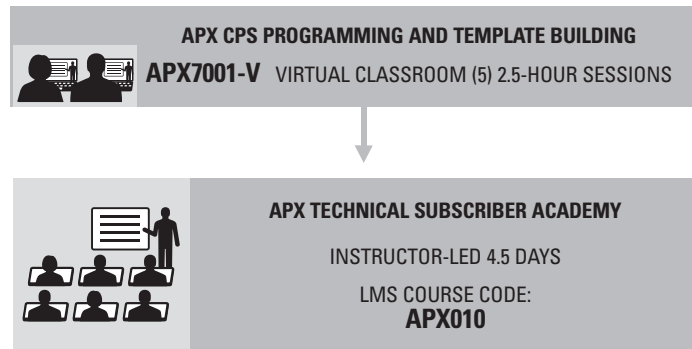 APX CPS PROGRAMMING AND TEMPLATE BUILDING
APX7001-V VIRTUAL CLASSROOM (5) 2.5-HOUR SESSIONS
APX TECHNICAL SUBSCRIBER ACADEMY
INSTRUCTOR-LED 4.5 DAYS
LMS COURSE CODE:
APX010